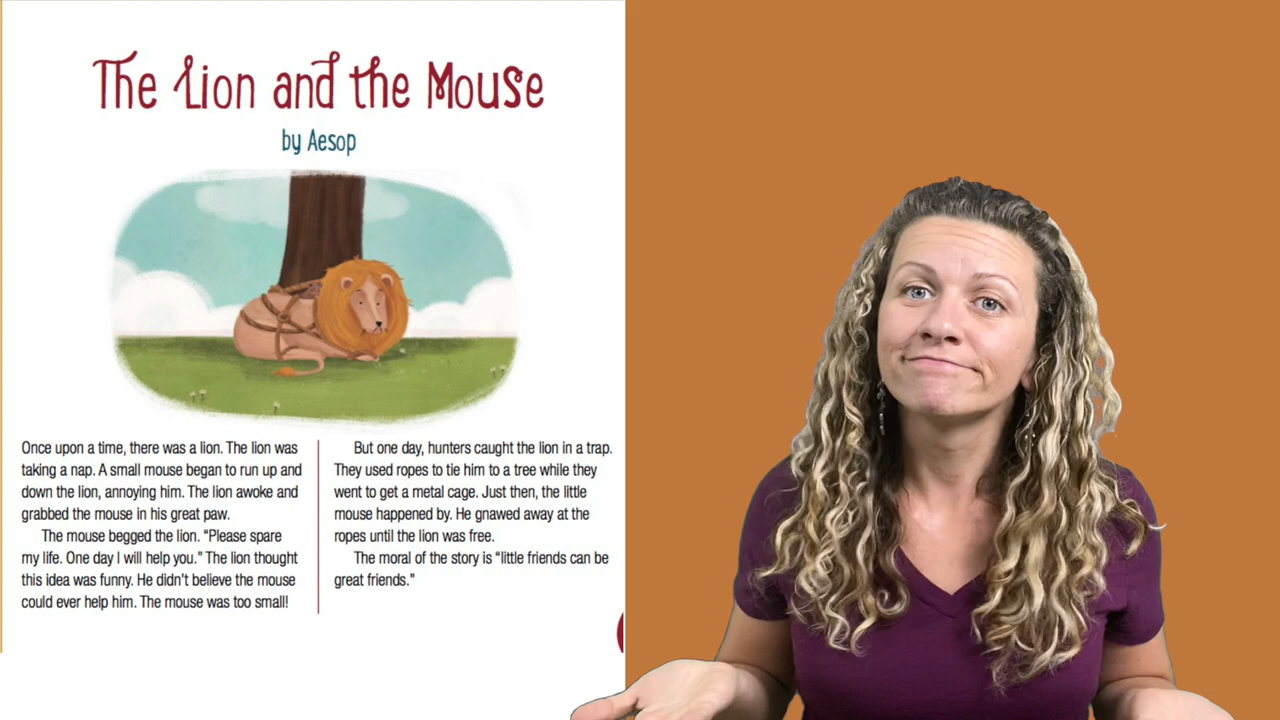 The Lion and the Mouse
by Aesop
Once upon a time, there was a lion. The lion was
taking a nap. A small mouse began to run up and
down the lion, annoying him. The lion awoke and
grabbed the mouse in his great paw.
The mouse begged the lion. “Please spare
my life. One day I will help you.” The lion thought
this idea was funny. He didn’t believe the mouse
could ever help him. The mouse was too small!
But one day, hunters caught the lion in a trap.
They used ropes to tie him to a tree while they
went to get a metal cage. Just then, the little
mouse happened by. He gnawed away at the
ropes until the lion was free.
The moral of the story is “little friends can be
great friends.”